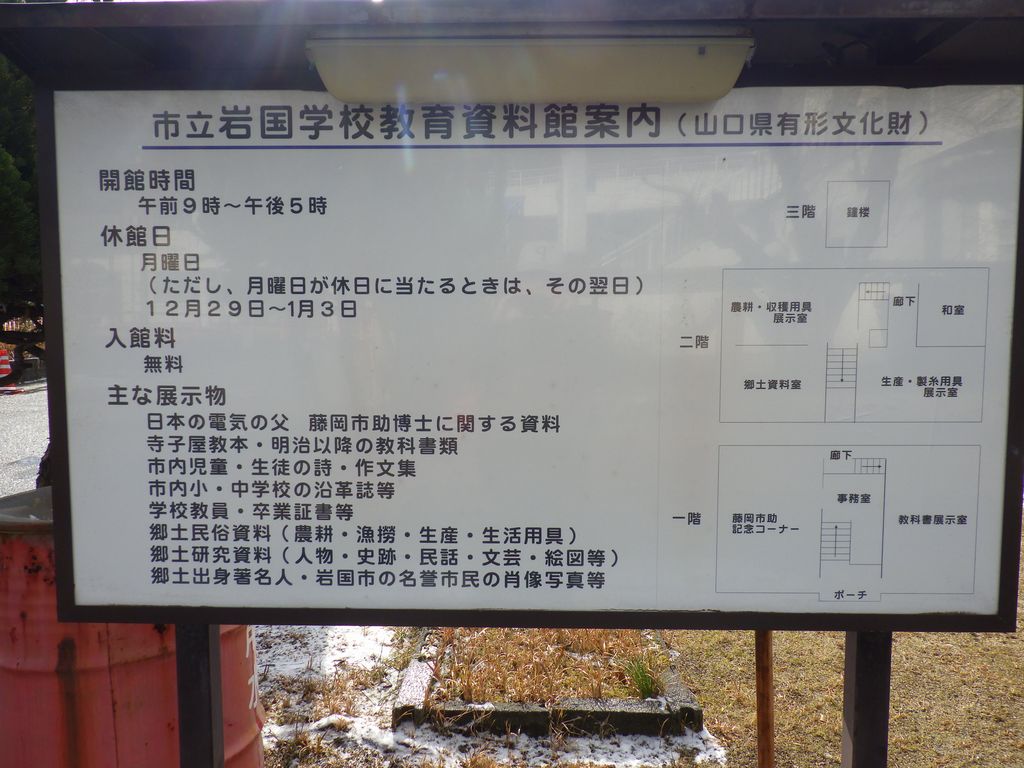 市立岩国学校教育資料館案内（山口県有形文化財）
開館時間
午前９時～午後５時
休館日
月曜日
（ただし、月曜日が休日に当たるときは、その翌日）
１２月２９日～1月３日
入館料
無料
主な展示物
日本の電気の父　藤岡市助博士に関する資料
寺子屋教本・明治以降の教科書類
市内児童・生徒の詩・作文集
市内小・中学校の沿革誌等
学校教員・卒業証書等
郷土民俗資料（農耕・漁撈・生産・生活用具）
郷土研究資料（人物・史跡・民話・文芸・絵図等）
郷土出身著名人・岩国市の名誉市民の肖像写真等
三階
鐘楼
二階
農耕・収穫用具
展示室
廊下
和室
郷土資料室
生産・製糸用具
展示室
一階
廊下
事務室
藤岡市助
記念コーナー
教科書展示室
ポーチ